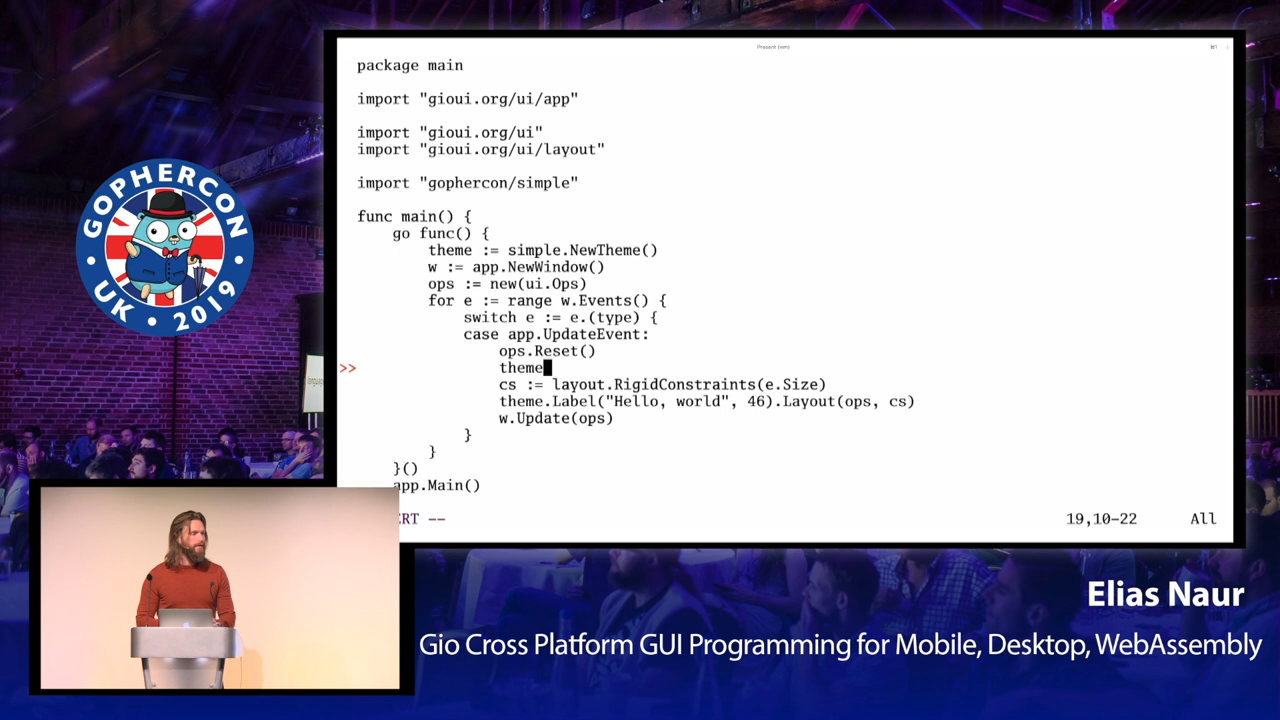 Present (vim)
⌘1
package main
import "gioui.org/ui/app"
import "gioui.org/ui"
import "gioui.org/ui/layout"
import "gophercon/simple"
func main() {
go func() {
theme := simple.NewTheme()
w := app.NewWindow()
ops := new(ui.Ops)
for e := range w.Events() {
switch e := e.(type) {
case app.UpdateEvent:
ops.Reset()
>> theme
cs := layout.RigidConstraints(e.Size)
theme.Label("Hello, world", 46).Layout(ops, cs)
w.Update(ops)
}
}
}()
app.Main()
ERT -- 19,10-22 All
GOPHERCON
UK • 2019
Elias Naur
Gio Cross Platform GUI Programming for Mobile, Desktop, WebAssembly